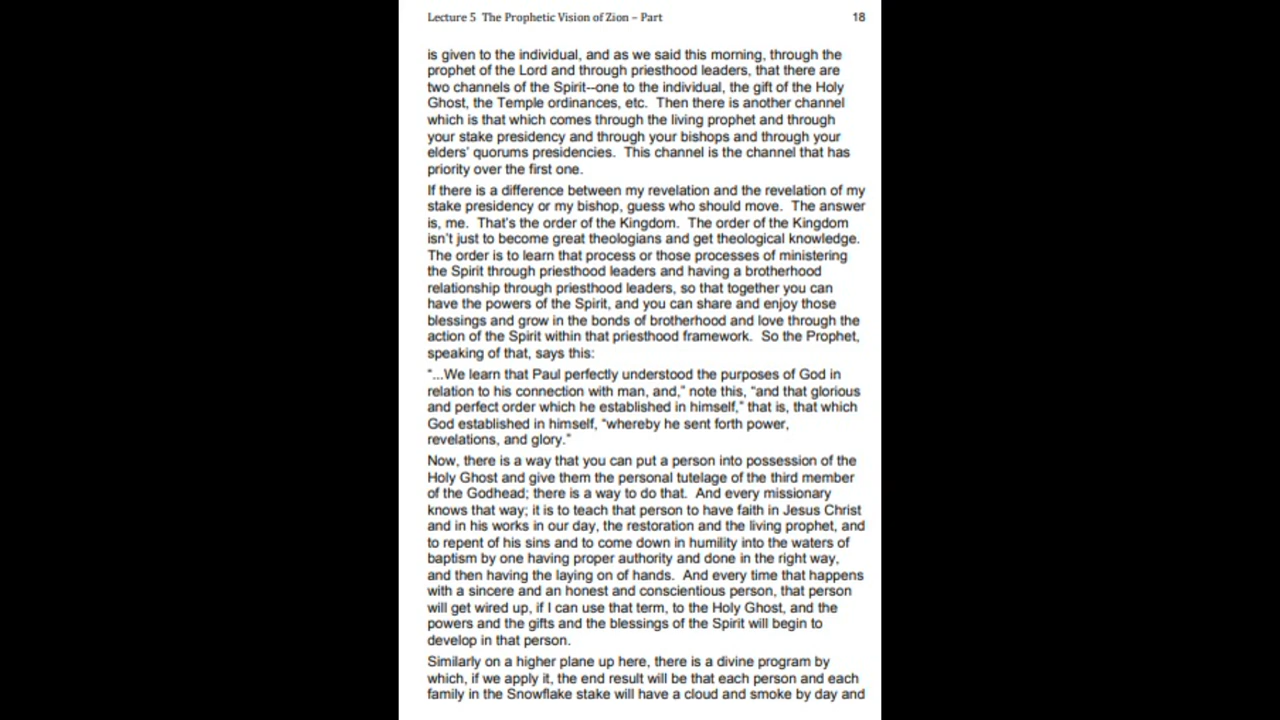 Lecture 5  The Prophetic Vision of Zion – Part 18
is given to the individual, and as we said this morning, through the
prophet of the Lord and through priesthood leaders, that there are
two channels of the Spirit--one to the individual, the gift of the Holy
Ghost, the Temple ordinances, etc.  Then there is another channel
which is that which comes through the living prophet and through
your stake presidency and through your bishops and through your
elders' quorums presidencies.  This channel is the channel that has
priority over the first one.
If there is a difference between my revelation and the revelation of my
stake presidency or my bishop, guess who should move.  The answer
is, me.  That's the order of the Kingdom.  The order of the Kingdom
isn't just to become great theologians and get theological knowledge.
The order is to learn that process or those processes of ministering
the Spirit through priesthood leaders and having a brotherhood
relationship through priesthood leaders, so that together you can
have the powers of the Spirit, and you can share and enjoy those
blessings and grow in the bonds of brotherhood and love through the
action of the Spirit within that priesthood framework.  So the Prophet,
speaking of that, says this:
"...We learn that Paul perfectly understood the purposes of God in
relation to his connection with man, and," note this, "and that glorious
and perfect order which he established in himself," that is, that which
God established in himself, "whereby he sent forth power,
revelations, and glory."
Now, there is a way that you can put a person into possession of the
Holy Ghost and give them the personal tutelage of the third member
of the Godhead; there is a way to do that.  And every missionary
knows that way; it is to teach that person to have faith in Jesus Christ
and in his works in our day, the restoration and the living prophet, and
to repent of his sins and to come down in humility into the waters of
baptism by one having proper authority and done in the right way,
and then having the laying on of hands.  And every time that happens
with a sincere and an honest and conscientious person, that person
will get wired up, if I can use that term, to the Holy Ghost, and the
powers and the gifts and the blessings of the Spirit will begin to
develop in that person.
Similarly on a higher plane up here, there is a divine program by
which, if we apply it, the end result will be that each person and each
family in the Snowflake stake will have a cloud and smoke by day and